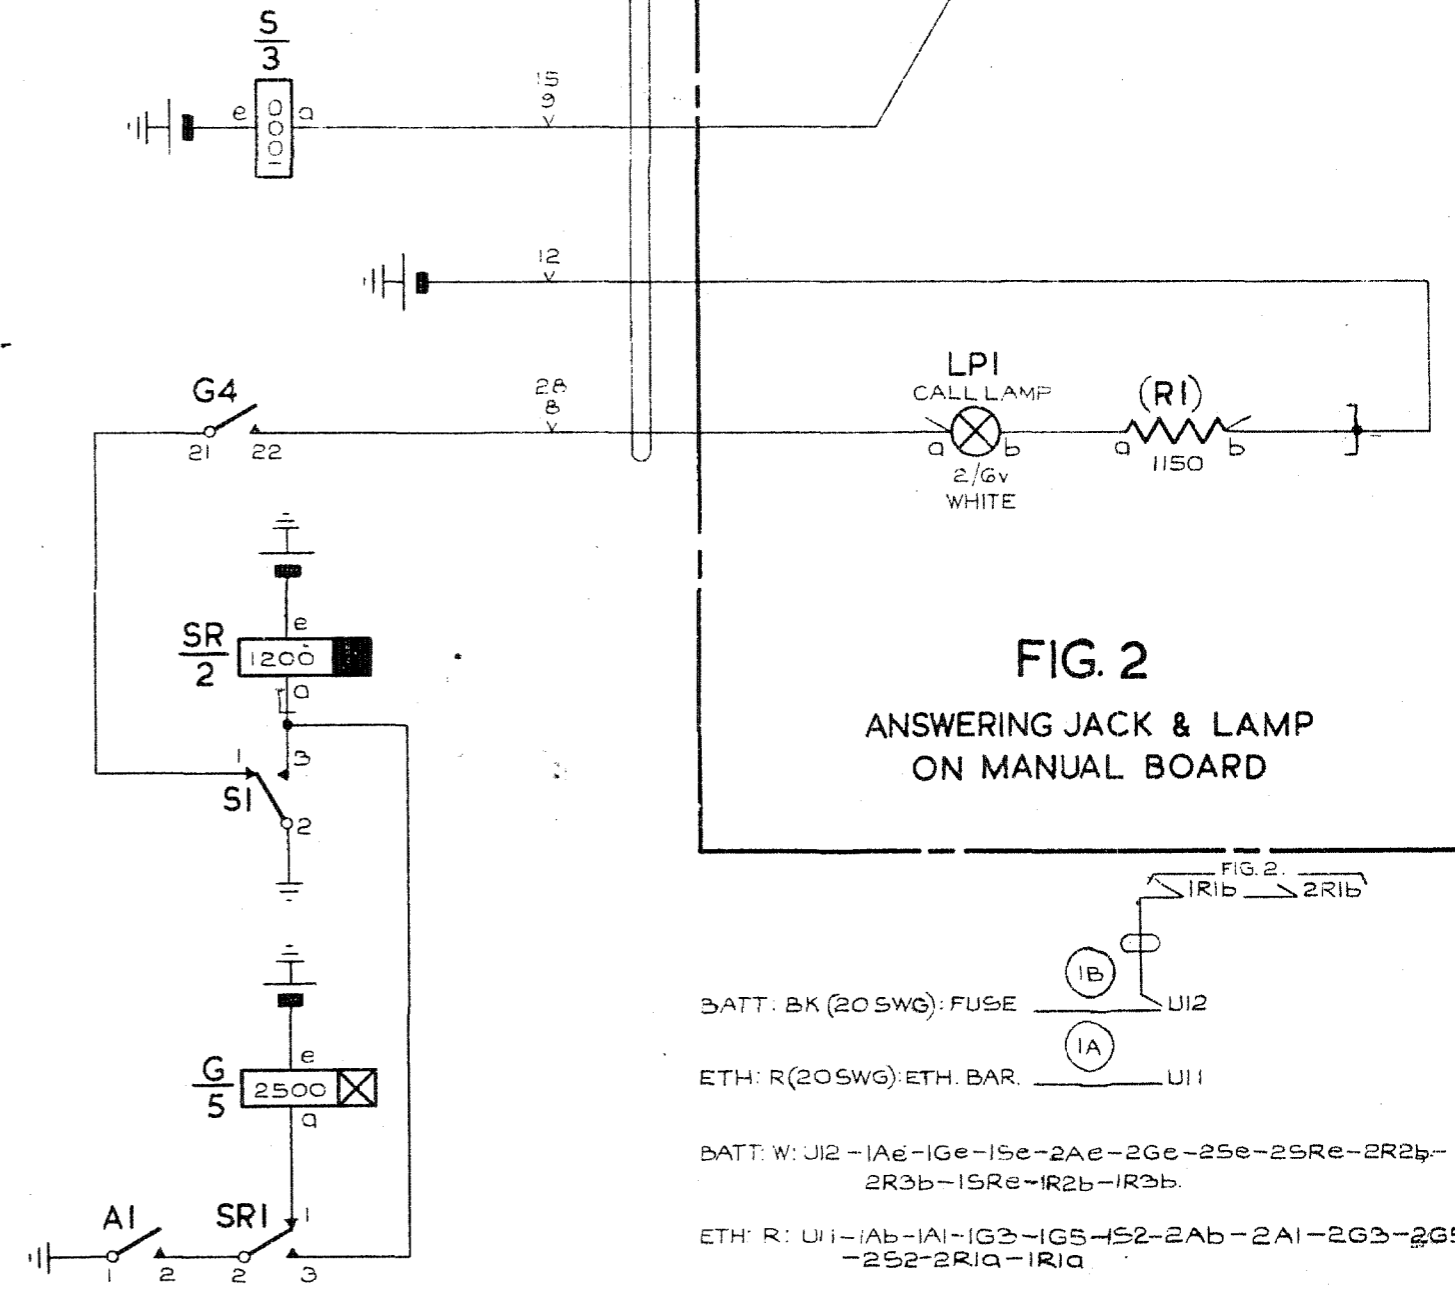 S
3
e
a
0
0
0
15
9
12
28
8
G4
21
22
LP1
CALL LAMP
a
b
2/6v
WHITE
(R1)
a
b
1150
e
SR
2
1200
a
1
3
S1
2
FIG. 2
ANSWERING JACK & LAMP
ON MANUAL BOARD
FIG. 2.
1R1b
2R1b
1B
BATT: BK (20 SWG): FUSE
U12
1A
ETH: R(20SWG): ETH. BAR.
U11
e
G
5
2500
a
BATT: W: U12-1Ae-1Ge-1Se-2Ae-2Ge-2Se-2SRe-2R2b-
2R3b-1SRe-1R2b-1R3b.
A1
SR1
1
1
2
2
3
ETH: R: U11-1Ab-1A1-1G3-1G5-1S2-2Ab-2A1-2G3-2G5
-2S2-2R1a-1R1a